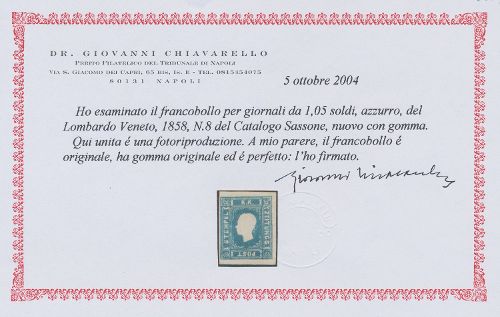 DR. GIOVANNI CHIAVARELLO
PERITO FILATELICO DEL TRIBUNALE DI NAPOLI
VIA S. GIACOMO DEI CAPRI, 65 BIS, IS. E - TEL. 0815454075
80131 NAPOLI
5 ottobre 2004
Ho esaminato il francobollo per giornali da 1,05 soldi, azzurro, del
Lombardo Veneto, 1858, N.8 del Catalogo Sassone, nuovo con gomma.
Qui unita é una fotoriproduzione. A mio parere, il francobollo é
originale, ha gomma originale ed é perfetto: l'ho firmato.
K.K.
ZEITUNGS
STEMPEL
POST